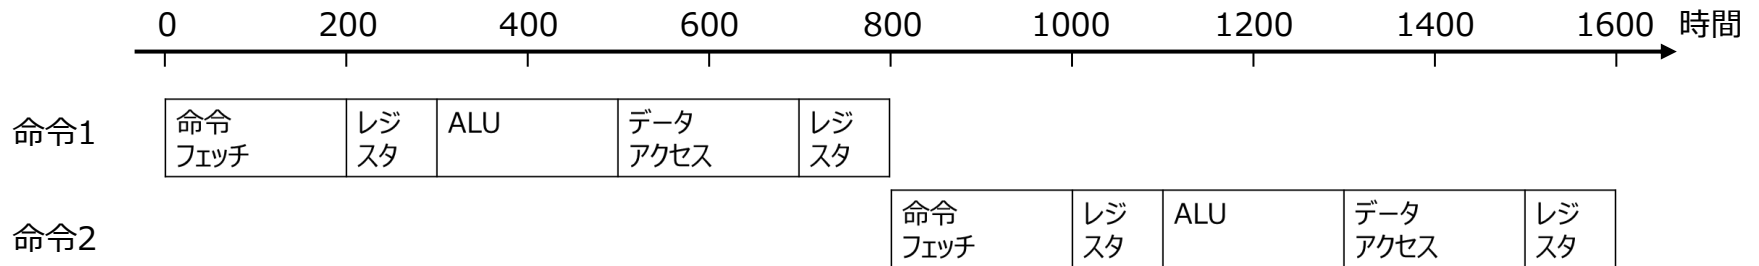 0 200 400 600 800 1000 1200 1400 1600 時間
命令1
命令
フェッチ
レジ
スタ
ALU
データ
アクセス
レジ
スタ
命令2
命令
フェッチ
レジ
スタ
ALU
データ
アクセス
レジ
スタ